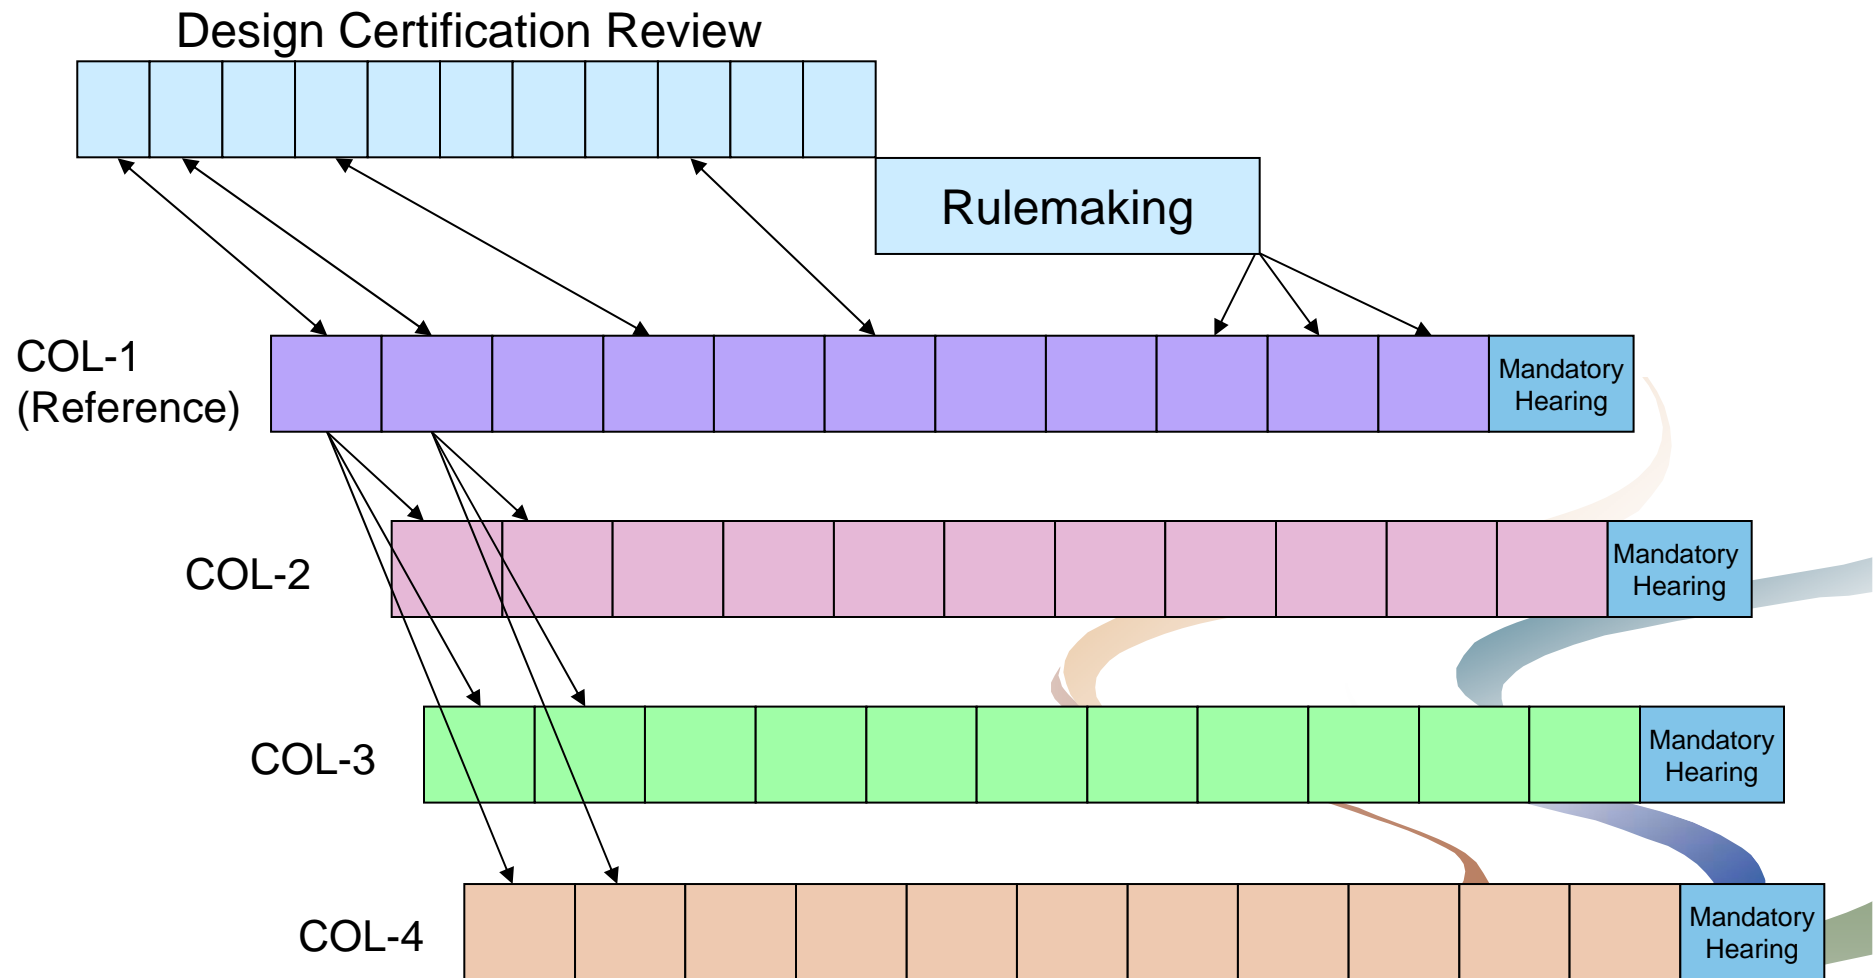 Design Certification Review
Rulemaking
COL-1
(Reference)
Mandatory
Hearing
COL-2
Mandatory
Hearing
COL-3
Mandatory
Hearing
COL-4
Mandatory
Hearing